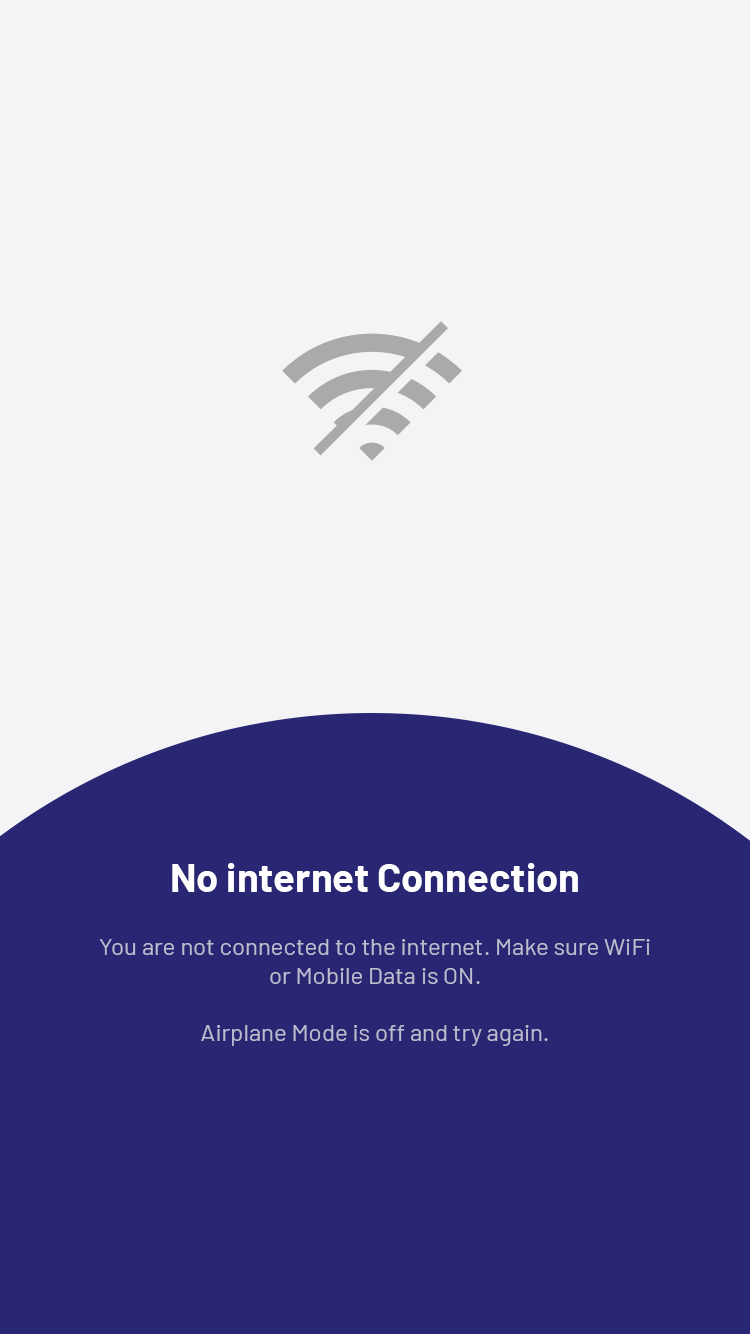 No internet Connection
You are not connected to the internet. Make sure WiFi
or Mobile Data is ON.
Airplane Mode is off and try again.